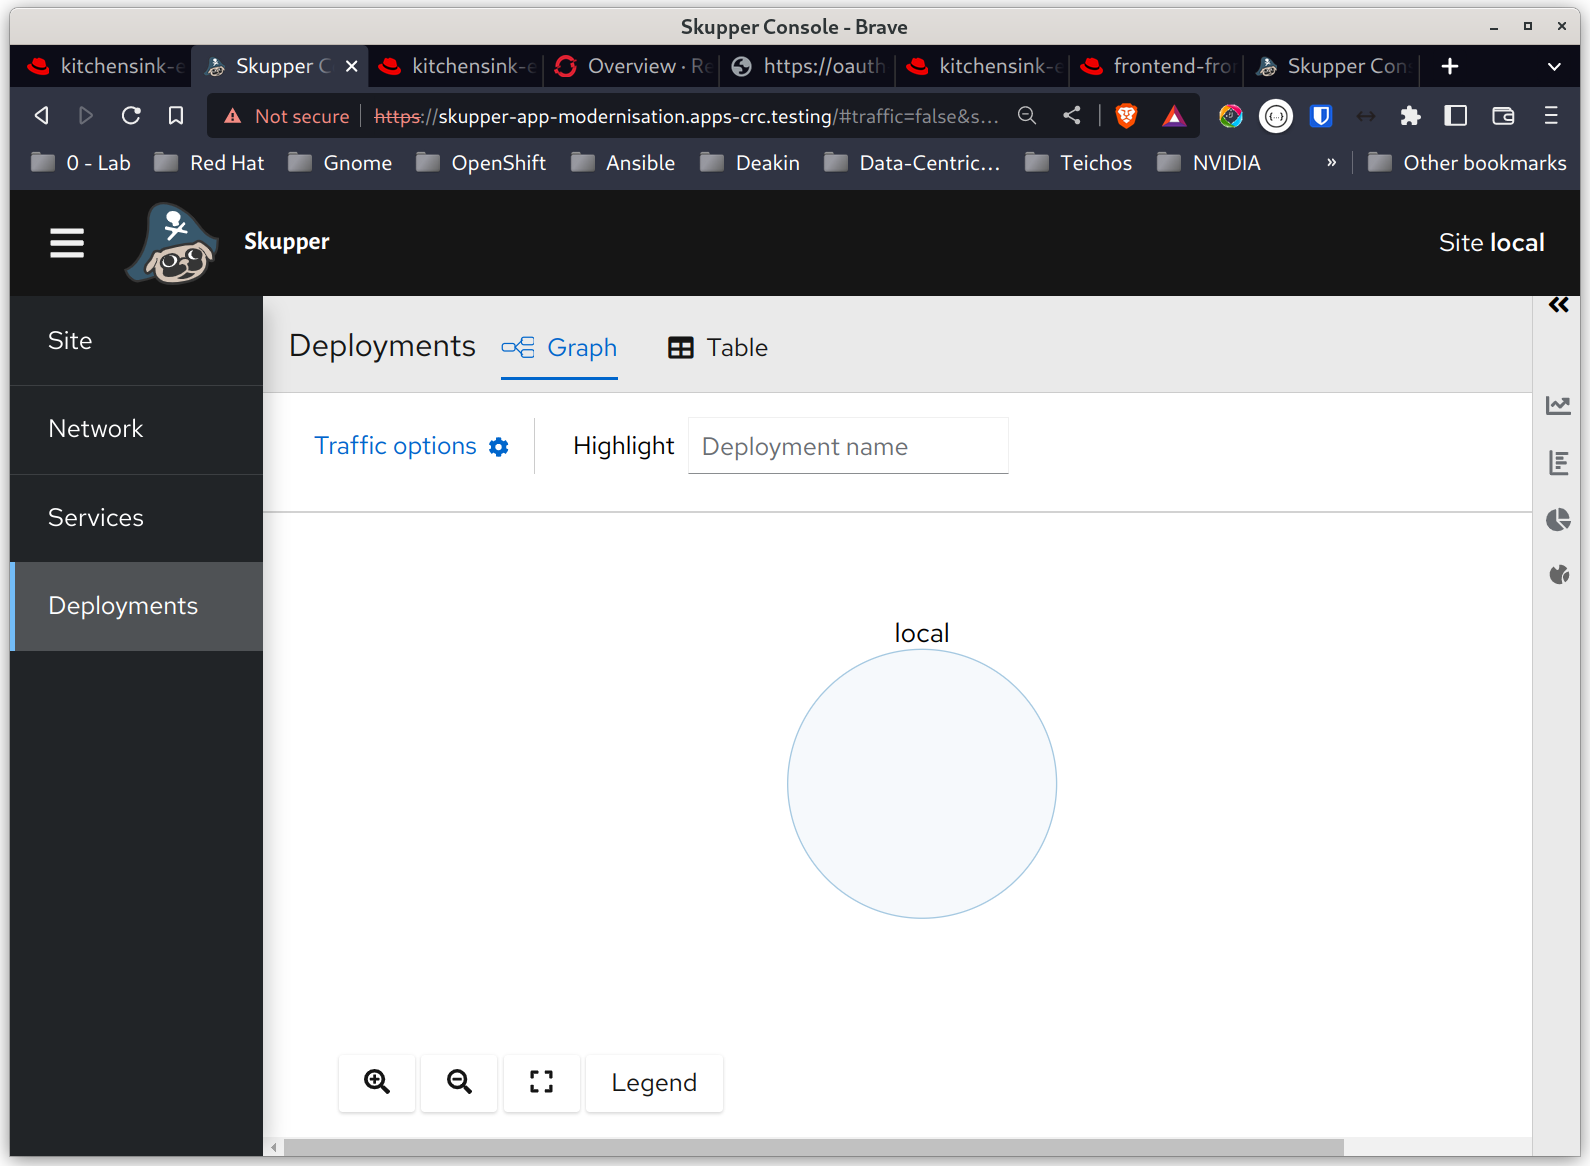 Skupper Console - Brave
kitchensink-e Skupper C kitchensink-e Overview · Re https://oauth kitchensink-e frontend-fron Skupper Con
Not secure https://skupper-app-modernisation.apps-crc.testing/#traffic=false&s...
0 - Lab Red Hat Gnome OpenShift Ansible Deakin Data-Centric... Teichos NVIDIA » Other bookmarks
Skupper
Site local
Site
Network
Services
Deployments
Deployments Graph Table
Traffic options Highlight Deployment name
local
Legend